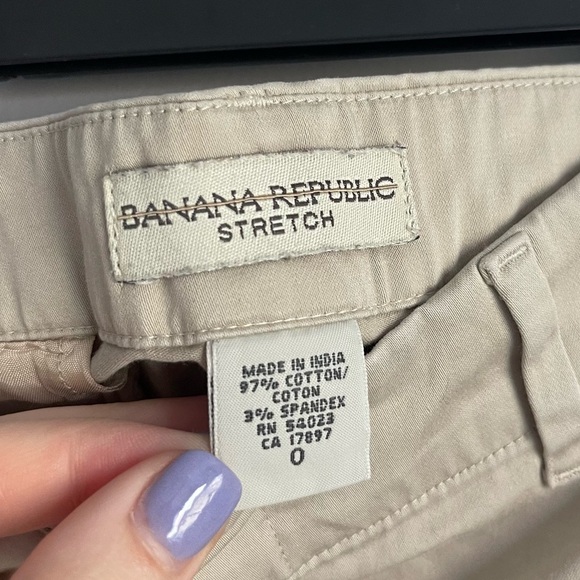 BANANA REPUBLIC
STRETCH
MADE IN INDIA
97% COTTON/
COTON
3% SPANDEX
RN 54023
CA 17897
0